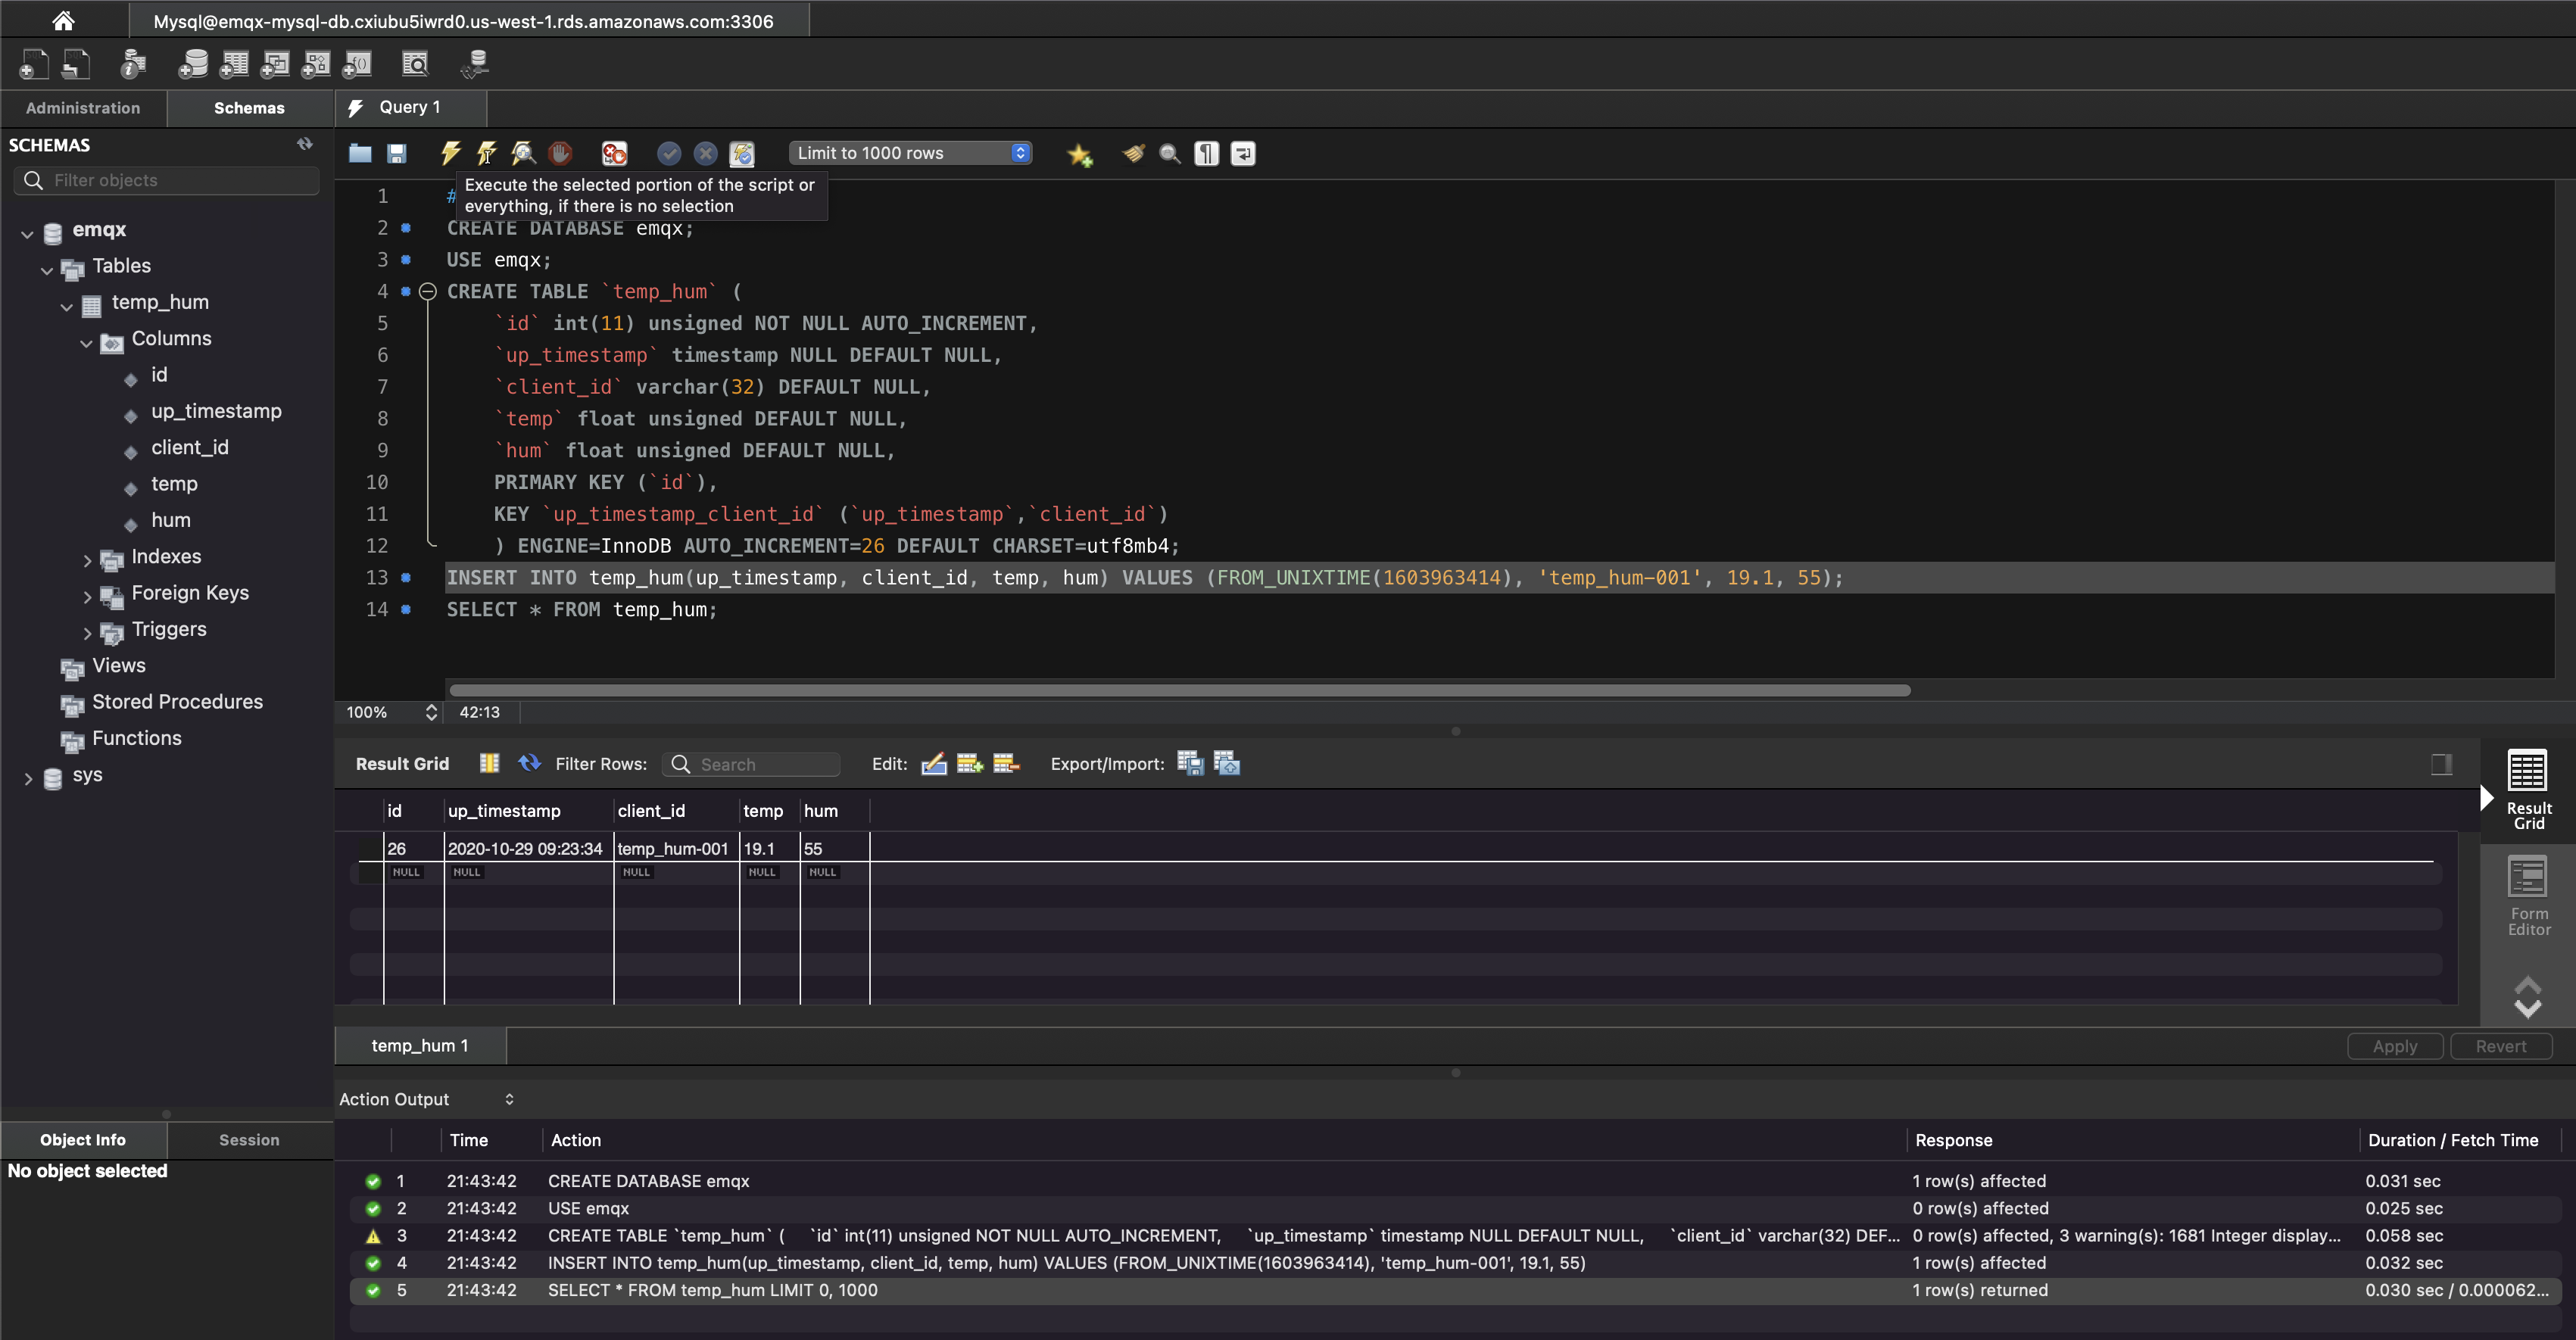 Mysql@emqx-mysql-db.cxiubu5iwrd0.us-west-1.rds.amazonaws.com:3306
Administration Schemas Query 1
SCHEMAS
Filter objects
emqx
Tables
temp_hum
Columns
id
up_timestamp
client_id
temp
hum
Indexes
Foreign Keys
Triggers
Views
Stored Procedures
Functions
sys
Object Info Session
No object selected
Limit to 1000 rows
Execute the selected portion of the script or
everything, if there is no selection
1 #
2 CREATE DATABASE emqx;
3 USE emqx;
4 CREATE TABLE `temp_hum` (
5 `id` int(11) unsigned NOT NULL AUTO_INCREMENT,
6 `up_timestamp` timestamp NULL DEFAULT NULL,
7 `client_id` varchar(32) DEFAULT NULL,
8 `temp` float unsigned DEFAULT NULL,
9 `hum` float unsigned DEFAULT NULL,
10 PRIMARY KEY (`id`),
11 KEY `up_timestamp_client_id` (`up_timestamp`,`client_id`)
12 ) ENGINE=InnoDB AUTO_INCREMENT=26 DEFAULT CHARSET=utf8mb4;
13 INSERT INTO temp_hum(up_timestamp, client_id, temp, hum) VALUES (FROM_UNIXTIME(1603963414), 'temp_hum-001', 19.1, 55);
14 SELECT * FROM temp_hum;
100% 42:13
Result Grid Filter Rows: Search Edit: Export/Import:
id up_timestamp client_id temp hum
26 2020-10-29 09:23:34 temp_hum-001 19.1 55
NULL NULL NULL NULL NULL
Result
Grid
Form
Editor
temp_hum 1 Apply Revert
Action Output
Time Action Response Duration / Fetch Time
1 21:43:42 CREATE DATABASE emqx 1 row(s) affected 0.031 sec
2 21:43:42 USE emqx 0 row(s) affected 0.025 sec
3 21:43:42 CREATE TABLE `temp_hum` ( `id` int(11) unsigned NOT NULL AUTO_INCREMENT, `up_timestamp` timestamp NULL DEFAULT NULL, `client_id` varchar(32) DEF... 0 row(s) affected, 3 warning(s): 1681 Integer display... 0.058 sec
4 21:43:42 INSERT INTO temp_hum(up_timestamp, client_id, temp, hum) VALUES (FROM_UNIXTIME(1603963414), 'temp_hum-001', 19.1, 55) 1 row(s) affected 0.032 sec
5 21:43:42 SELECT * FROM temp_hum LIMIT 0, 1000 1 row(s) returned 0.030 sec / 0.000062...